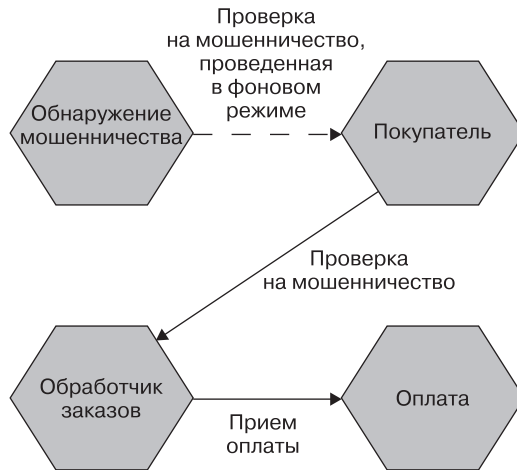 Проверка
на мошенничество,
проведенная
в фоновом
режиме
Обнаружение
мошенничества
Покупатель
Проверка
на мошенничество
Обработчик
заказов
Прием
оплаты
Оплата